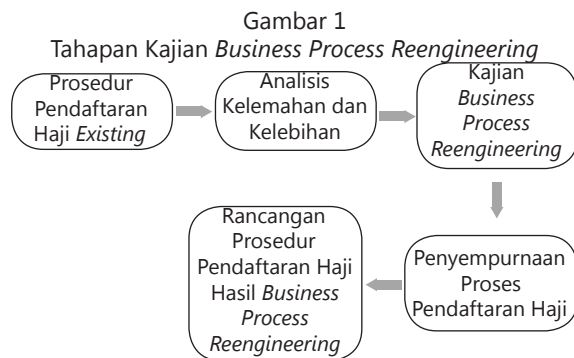 Gambar 1
Tahapan Kajian Business Process Reengineering
Prosedur
Pendaftaran
Haji Existing
Analisis
Kelemahan dan
Kelebihan
Kajian
Business
Process
Reengineering
Penyempurnaan
Proses
Pendaftaran Haji
Rancangan
Prosedur
Pendaftaran Haji
Hasil Business
Process
Reengineering